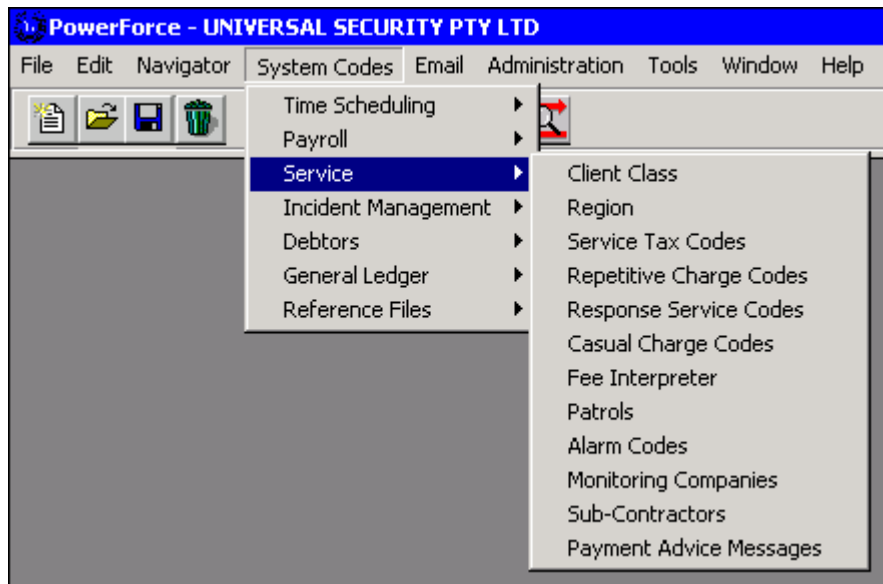 PowerForce - UNIVERSAL SECURITY PTY LTD
File Edit Navigator System Codes Email Administration Tools Window Help
Time Scheduling
Payroll
Service
Incident Management
Debtors
General Ledger
Reference Files
Client Class
Region
Service Tax Codes
Repetitive Charge Codes
Response Service Codes
Casual Charge Codes
Fee Interpreter
Patrols
Alarm Codes
Monitoring Companies
Sub-Contractors
Payment Advice Messages